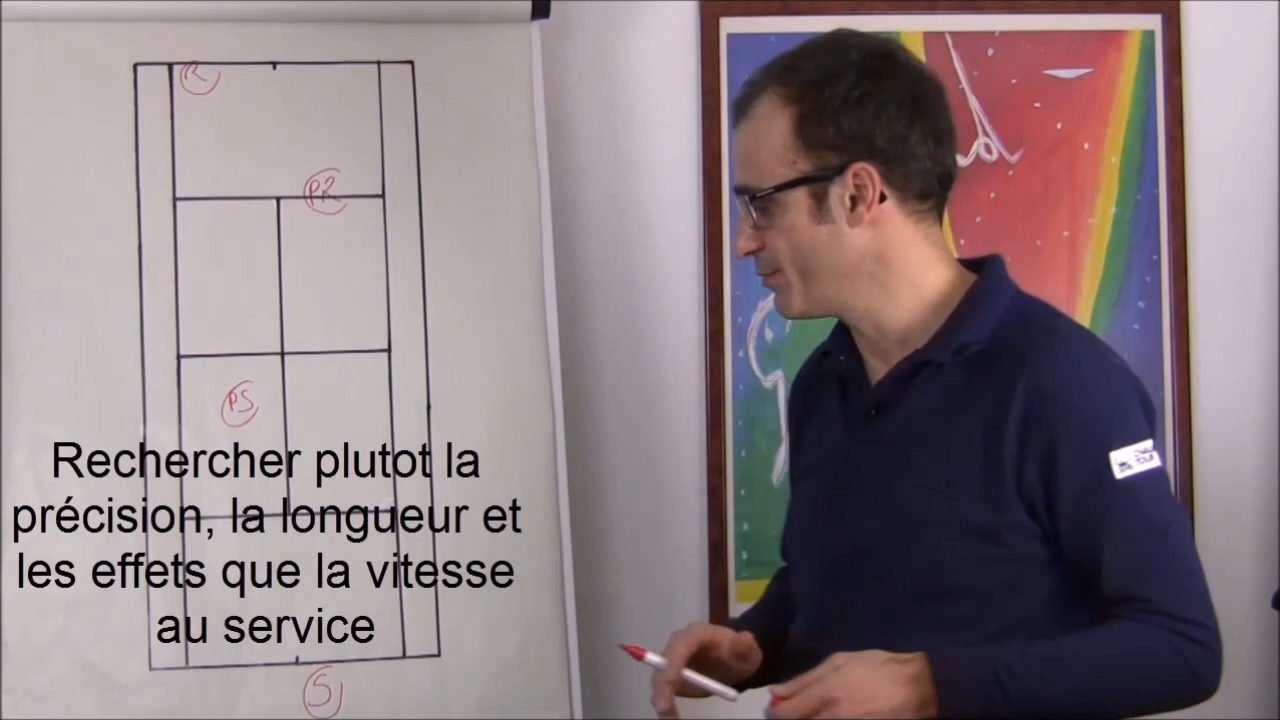 R
PR
PS
Rechercher plutot la
précision, la longueur et
les effets que la vitesse
au service
S